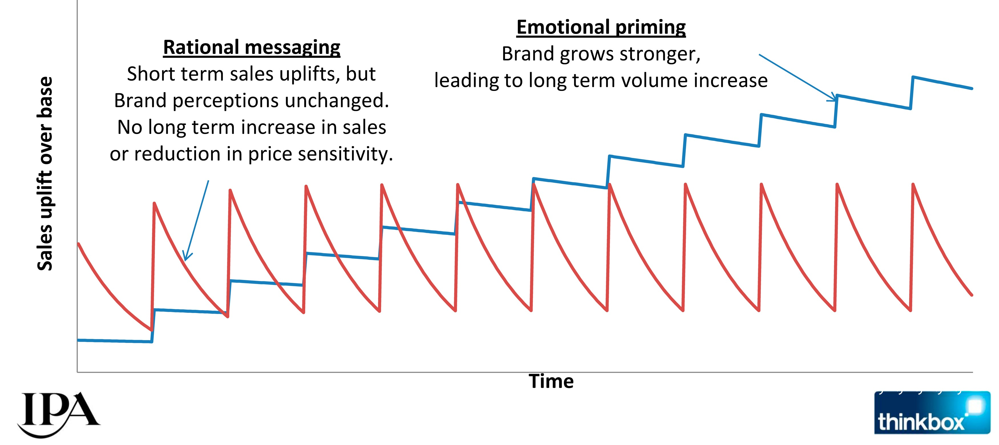 Emotional priming
Brand grows stronger,
leading to long term volume increase
Rational messaging
Short term sales uplifts, but
Brand perceptions unchanged.
No long term increase in sales
or reduction in price sensitivity.
Sales uplift over base
Time
IPA
thinkbox